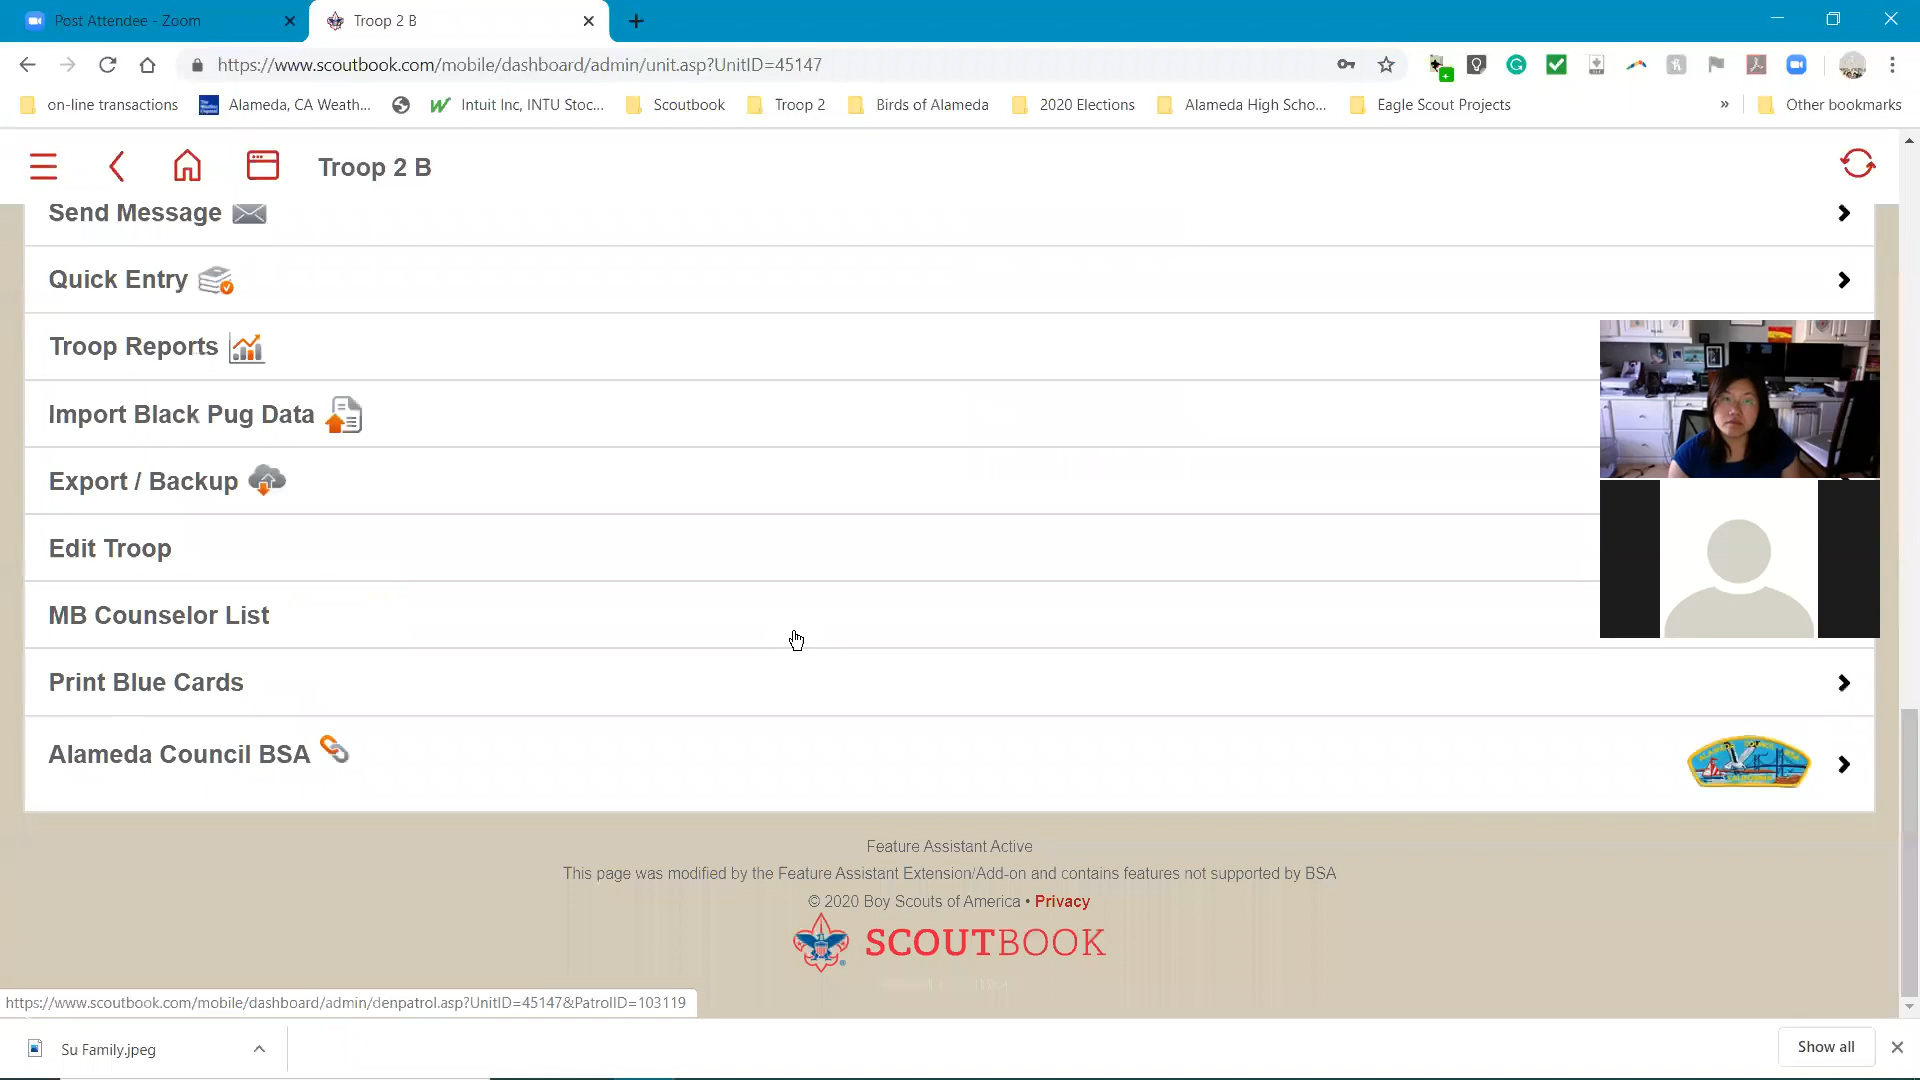 Post Attendee - Zoom
Troop 2 B
https://www.scoutbook.com/mobile/dashboard/admin/unit.asp?UnitID=45147
on-line transactions
Alameda, CA Weath...
Intuit Inc, INTU Stoc...
Scoutbook
Troop 2
Birds of Alameda
2020 Elections
Alameda High Scho...
Eagle Scout Projects
»
Other bookmarks
Troop 2 B
Send Message
Quick Entry
Troop Reports
Import Black Pug Data
Export / Backup
Edit Troop
MB Counselor List
Print Blue Cards
Alameda Council BSA
Feature Assistant Active
This page was modified by the Feature Assistant Extension/Add-on and contains features not supported by BSA
© 2020 Boy Scouts of America • Privacy
SCOUTBOOK
https://www.scoutbook.com/mobile/dashboard/admin/denpatrol.asp?UnitID=45147&PatrolID=103119
Su Family.jpeg
Show all